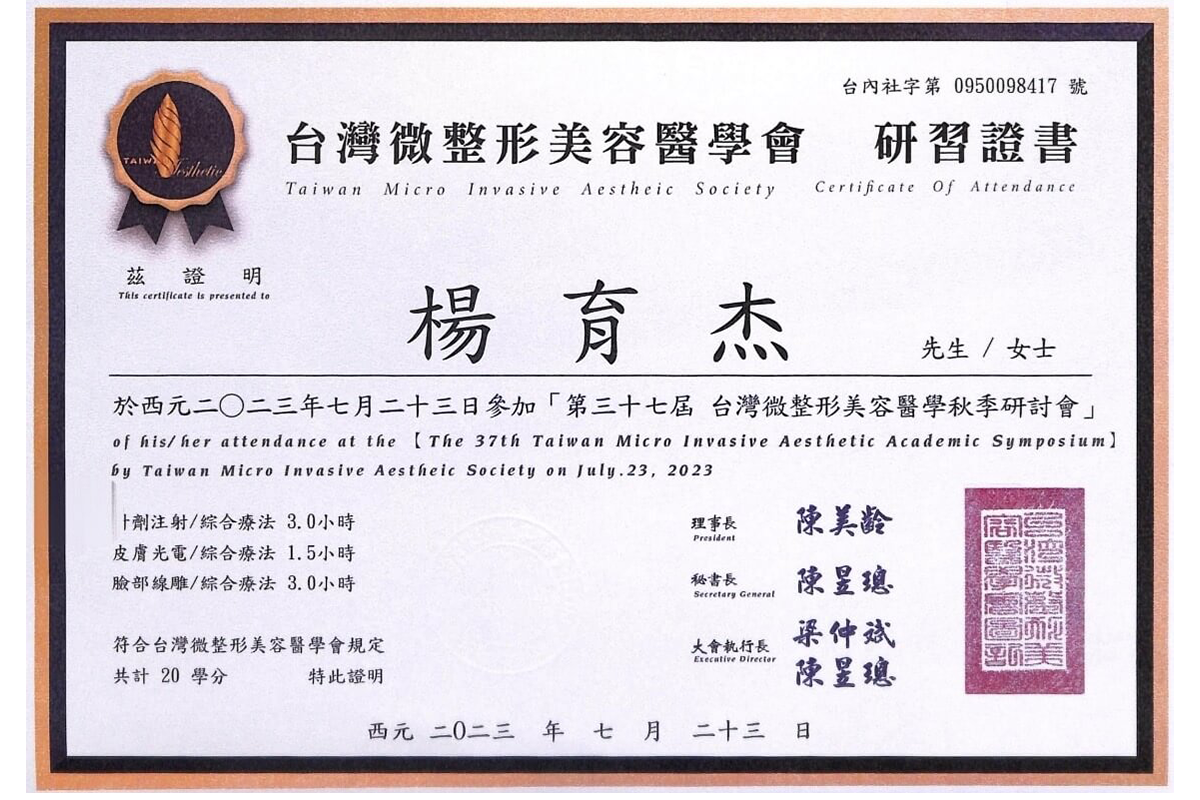 台內社字第 0950098417 號
台灣微整形美容醫學會 研習證書
Taiwan Micro Invasive Aestheic Society Certificate Of Attendance
茲 證 明
This certificate is presented to
楊 育 杰
先生 / 女士
於西元二〇二三年七月二十三日參加「第三十七屆 台灣微整形美容醫學秋季研討會」
of his/her attendance at the【The 37th Taiwan Micro Invasive Aesthetic Academic Symposium】
by Taiwan Micro Invasive Aestheic Society on July.23, 2023
劑注射/綜合療法 3.0小時
皮膚光電/綜合療法 1.5小時
臉部線雕/綜合療法 3.0小時
符合台灣微整形美容醫學會規定
共計 20 學分 特此證明
理事長 陳美齡
President
秘書長 陳昱璁
Secretary General
大會執行長 梁仲斌
Executive Director 陳昱璁
西元 二〇二三 年 七 月 二十三 日